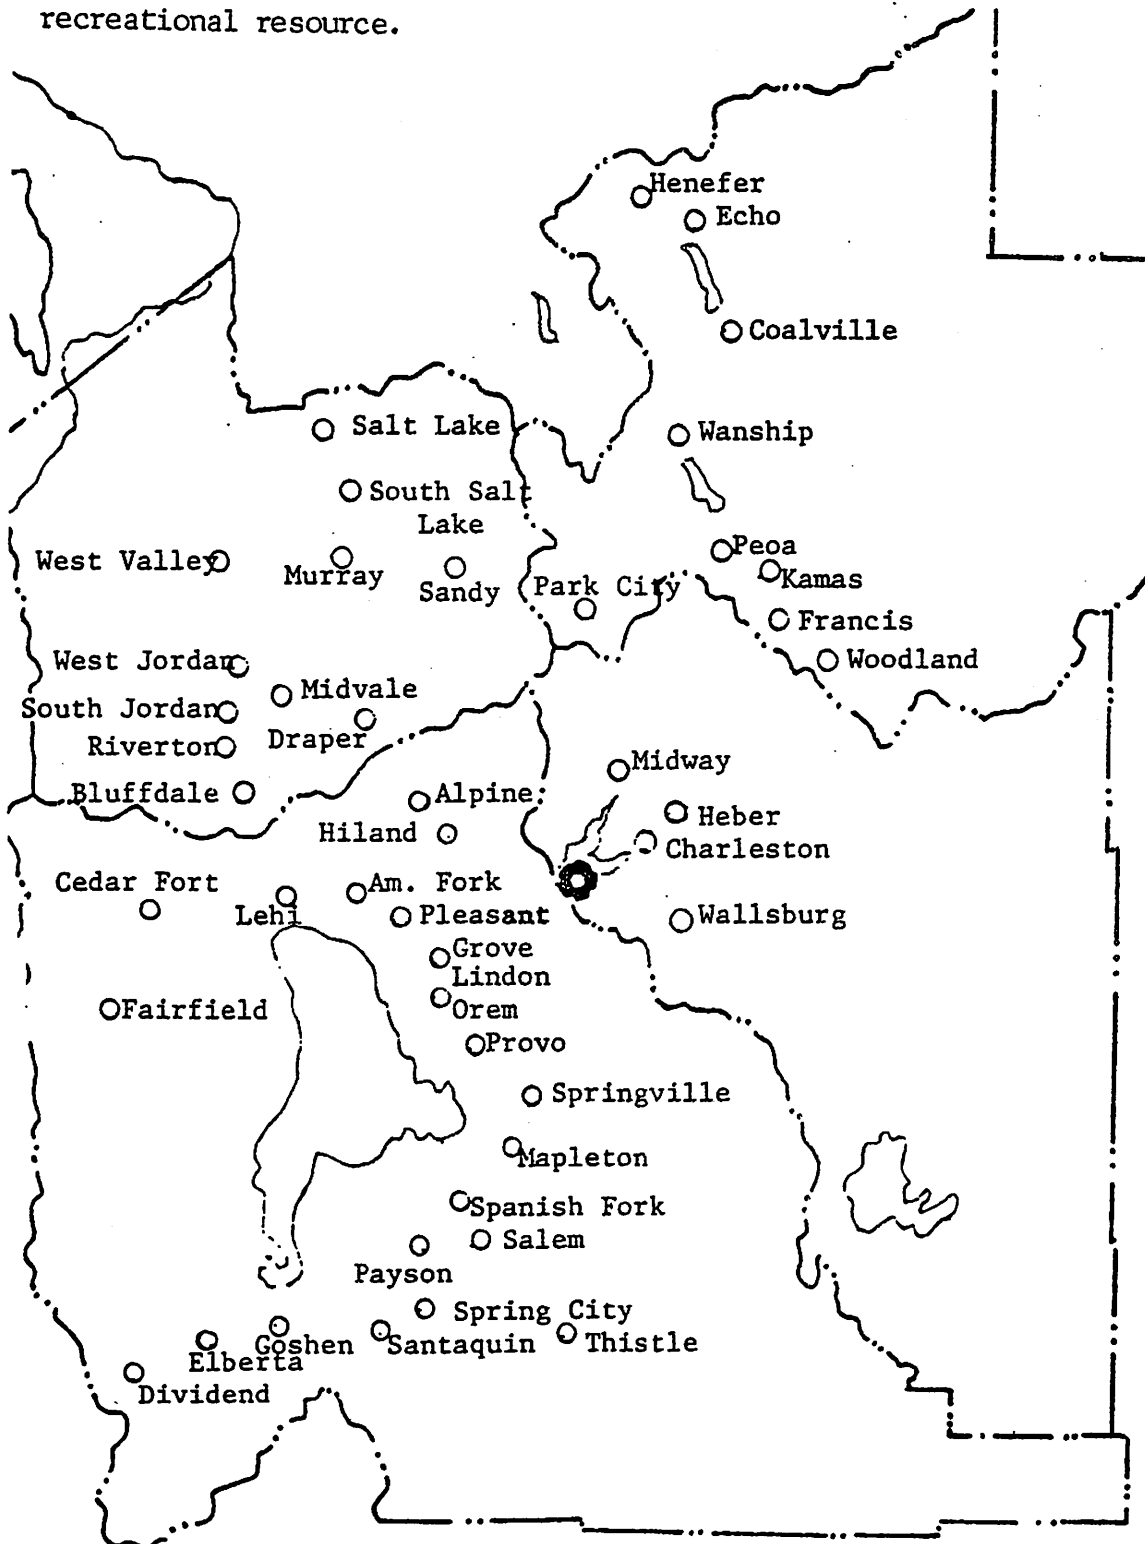 recreational resource.
Henefer
Echo
Coalville
Salt Lake
Wanship
South Salt
Lake
West Valley
Murray
Sandy
Park City
Peoa
Kamas
Francis
Woodland
West Jordan
Midvale
South Jordan
Draper
Riverton
Bluffdale
Midway
Alpine
Heber
Hiland
Charleston
Cedar Fort
Am. Fork
Lehi
Pleasant
Wallsburg
Grove
Lindon
Fairfield
Orem
Provo
Springville
Mapleton
Spanish Fork
Salem
Payson
Spring City
Goshen
Santaquin
Thistle
Elberta
Dividend